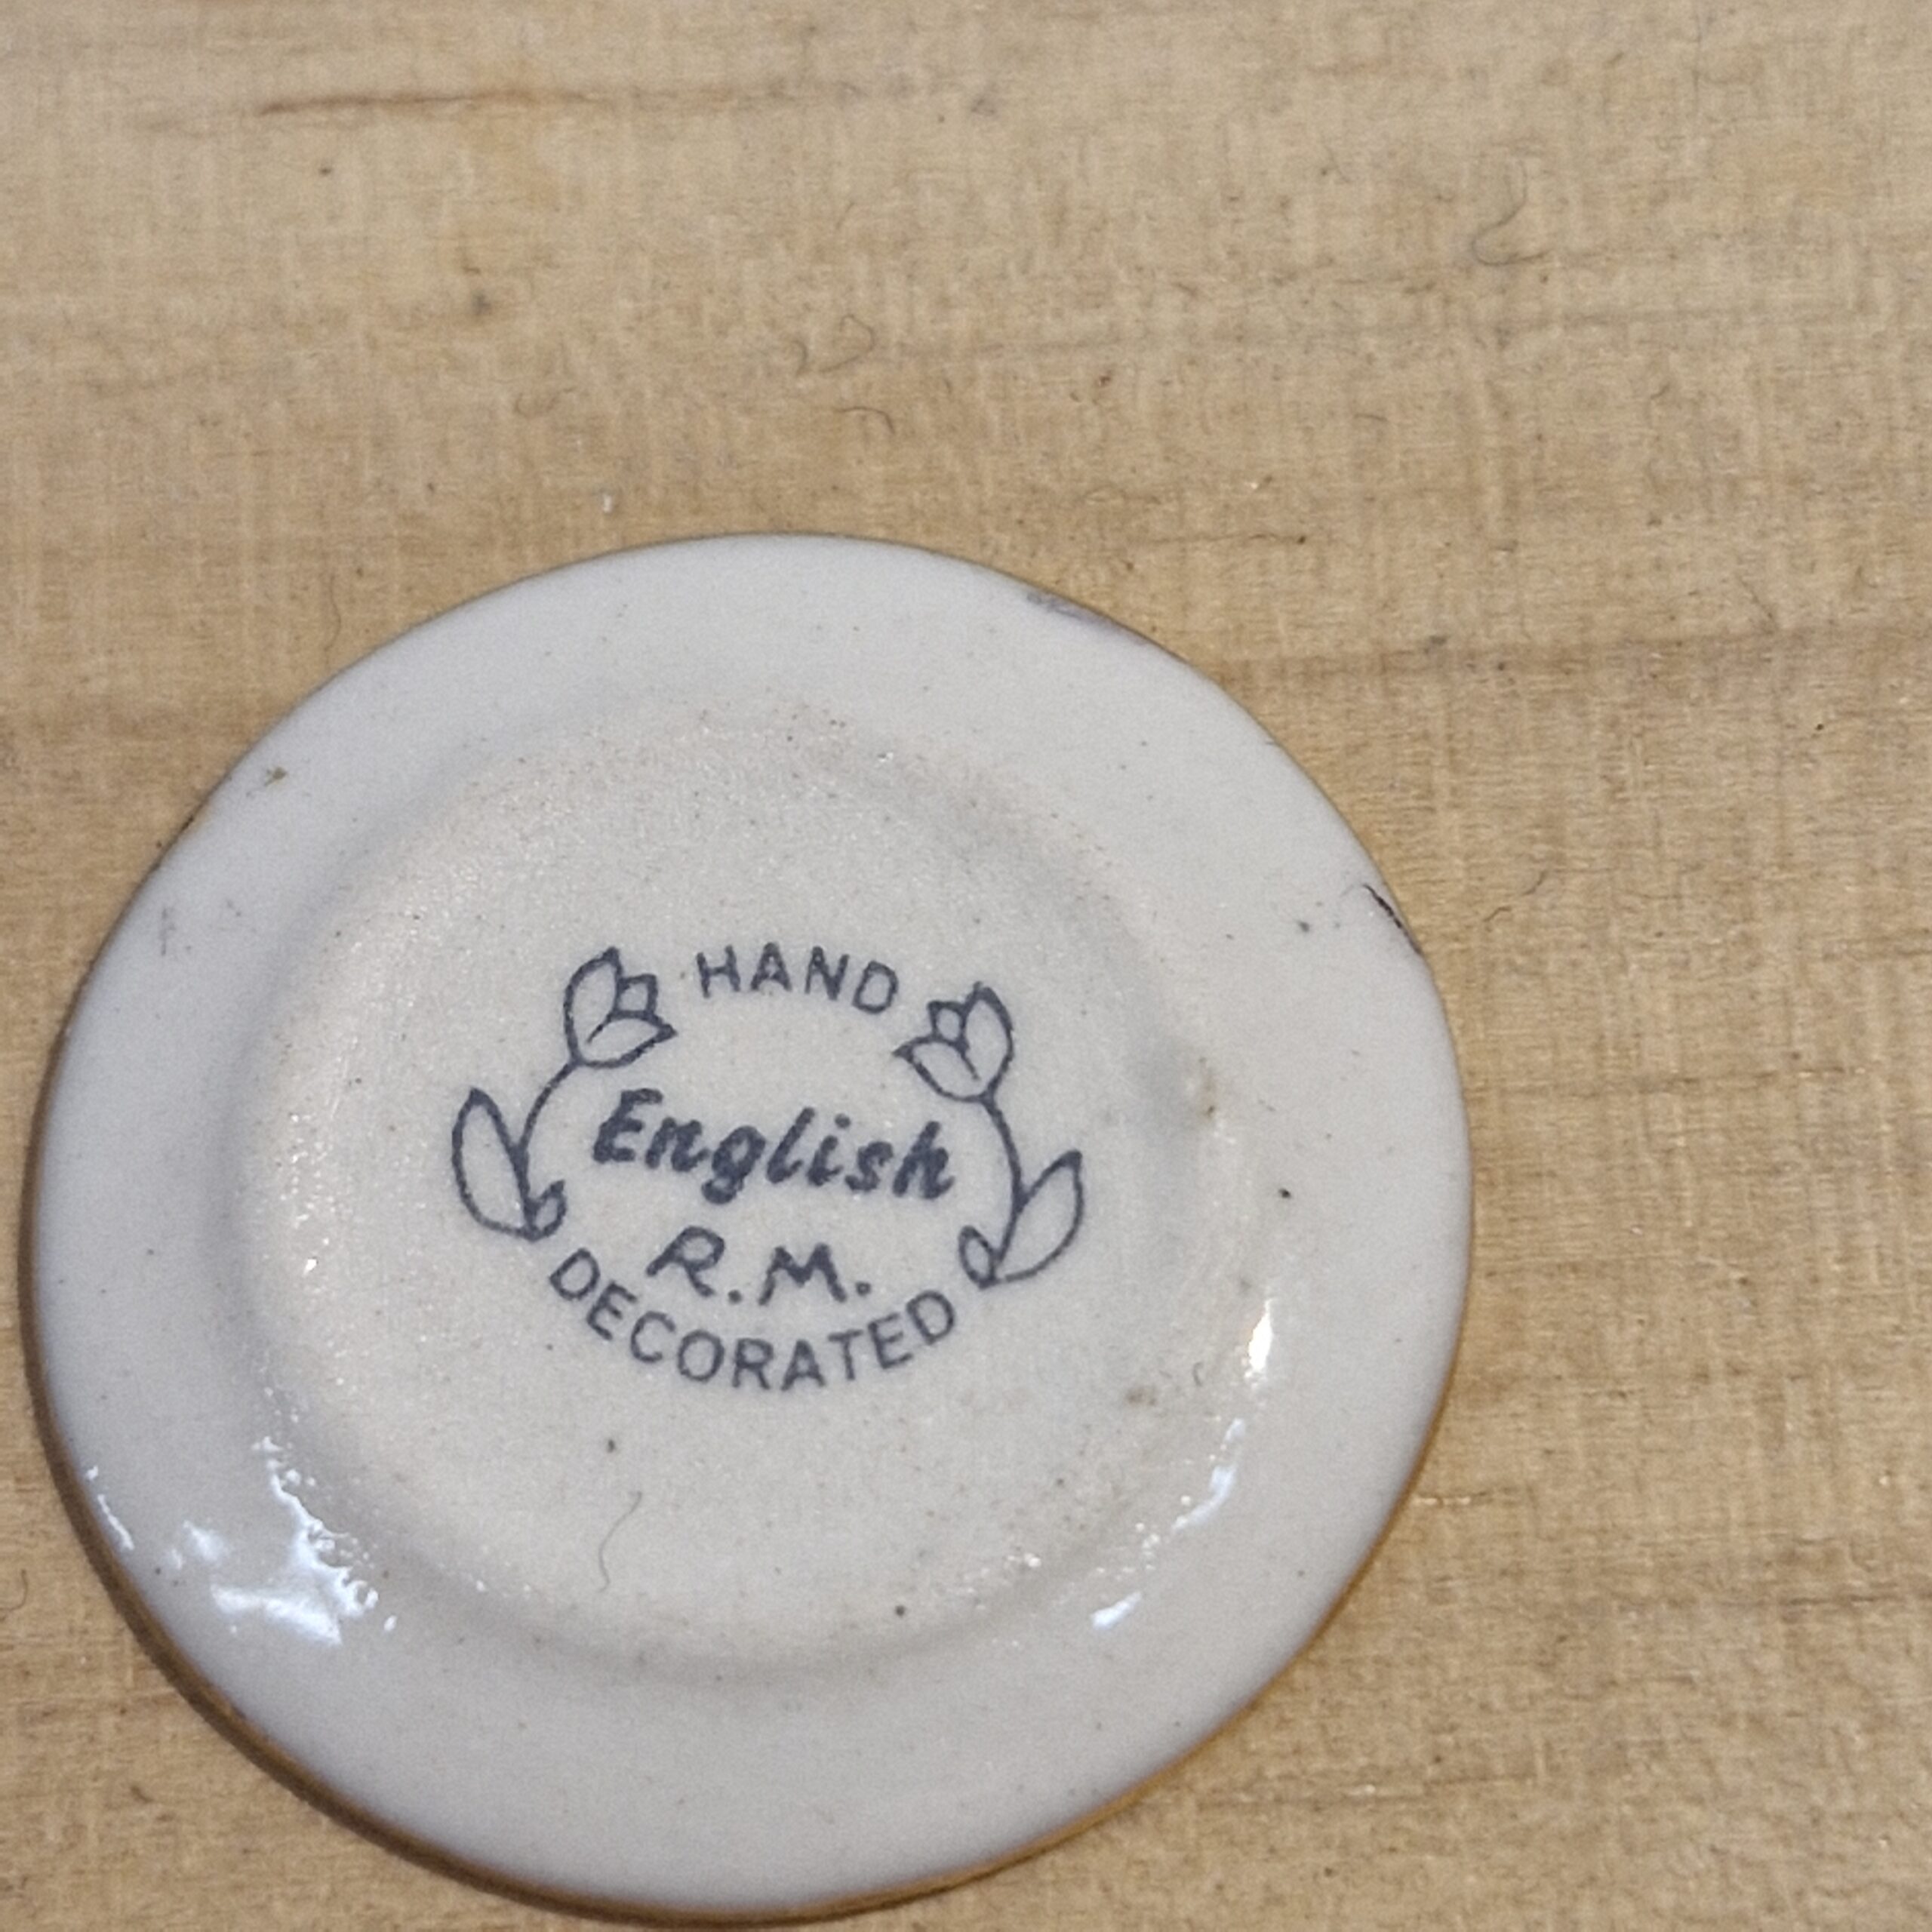 HAND
English
R.M.
DECORATED